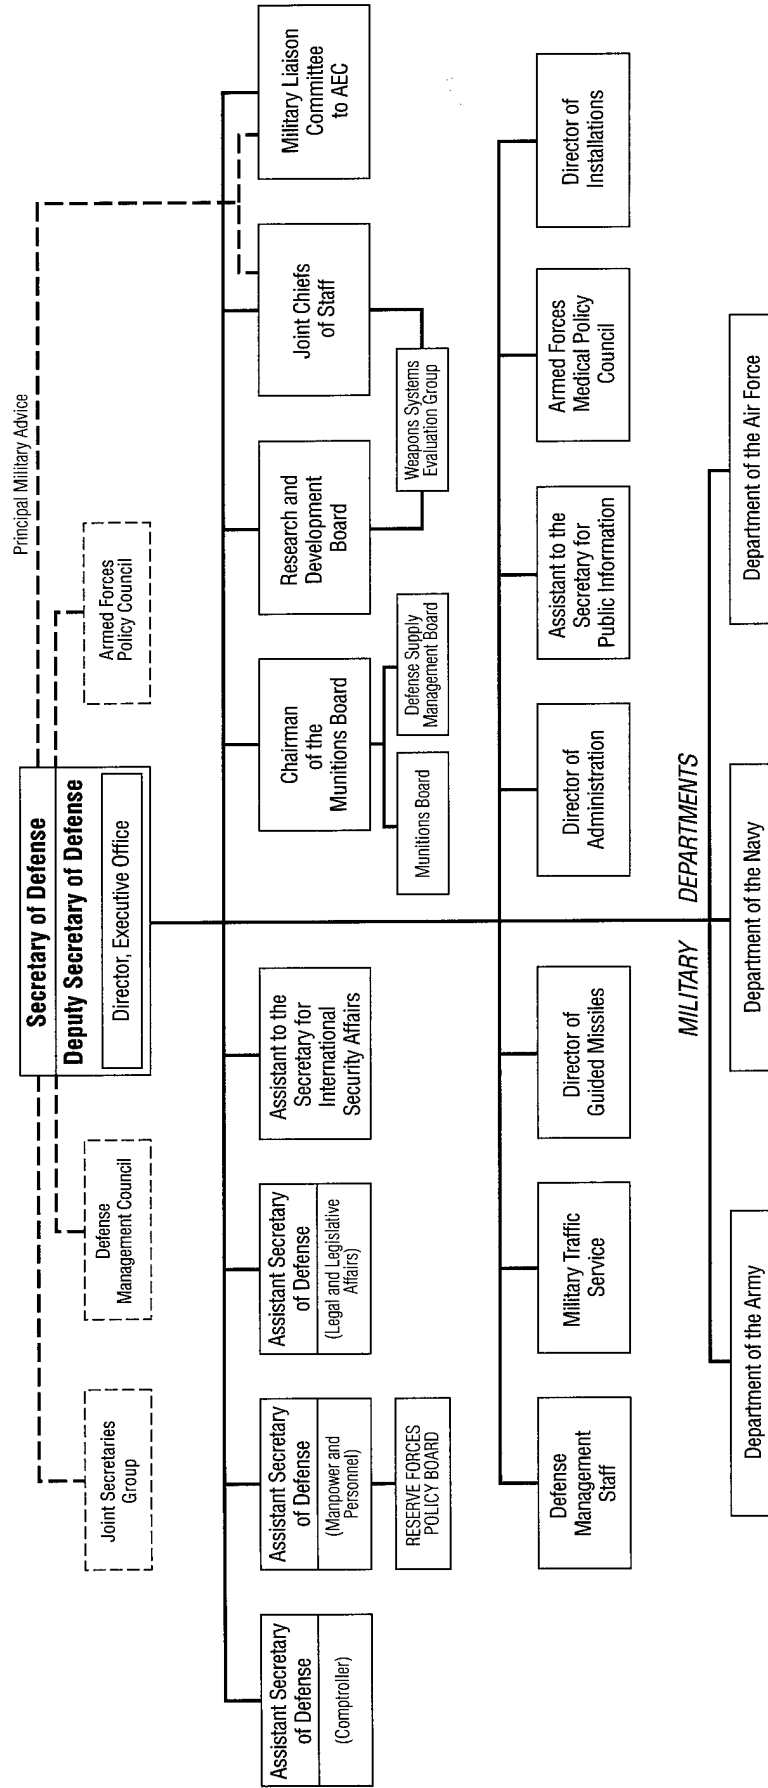 Principal Military Advice
Secretary of Defense
Deputy Secretary of Defense
Director, Executive Office
Joint Secretaries
Group
Defense
Management Council
Armed Forces
Policy Council
Assistant Secretary
of Defense
(Comptroller)
Assistant Secretary
of Defense
(Manpower and
Personnel)
RESERVE FORCES
POLICY BOARD
Assistant Secretary
of Defense
(Legal and Legislative
Affairs)
Assistant to the
Secretary for
International
Security Affairs
Chairman
of the
Munitions Board
Munitions Board
Defense Supply
Management Board
Research and
Development
Board
Joint Chiefs
of Staff
Weapons Systems
Evaluation Group
Military Liaison
Committee
to AEC
Defense
Management
Staff
Military Traffic
Service
Director of
Guided Missiles
Director of
Administration
Assistant to the
Secretary for
Public Information
Armed Forces
Medical Policy
Council
Director of
Installations
MILITARY DEPARTMENTS
Department of the Army
Department of the Navy
Department of the Air Force